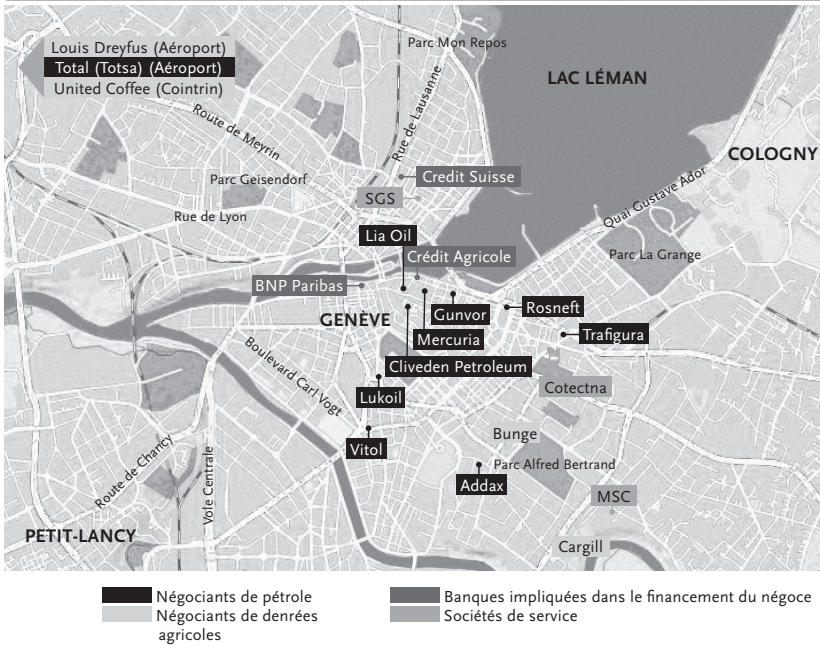 Louis Dreyfus (Aéroport)
Total (Totsa) (Aéroport)
United Coffee (Cointrin)
Parc Mon Repos
LAC LÉMAN
Route de Meyrin
Rue de Lausanne
COLOGNY
Parc Geisendorf
Credit Suisse
SGS
Quai Gustave Ador
Rue de Lyon
Lia Oil
Crédit Agricole
Parc La Grange
BNP Paribas
GENÈVE
Gunvor
Rosneft
Mercuria
Trafigura
Cliveden Petroleum
Boulevard Carl Vogt
Lukoil
Cotectna
Vitol
Bunge
Route de Chancy
Voie Centrale
Parc Alfred Bertrand
Addax
MSC
PETIT-LANCY
Cargill
Négociants de pétrole
Négociants de denrées
agricoles
Banques impliquées dans le financement du négoce
Sociétés de service